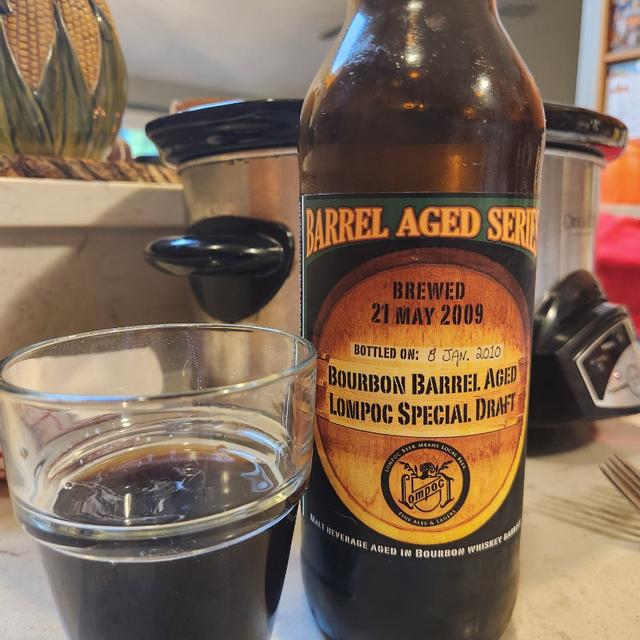 BARREL AGED SERIES
BREWED
21 MAY 2009
BOTTLED ON: 8 JAN. 2010
BOURBON BARREL AGED
LOMPOC SPECIAL DRAFT
LOMPOC BEER MEANS LOCAL BEER
LOMPOC
FINE ALES & LAGERS
MALT BEVERAGE AGED IN BOURBON WHISKEY BARRELS